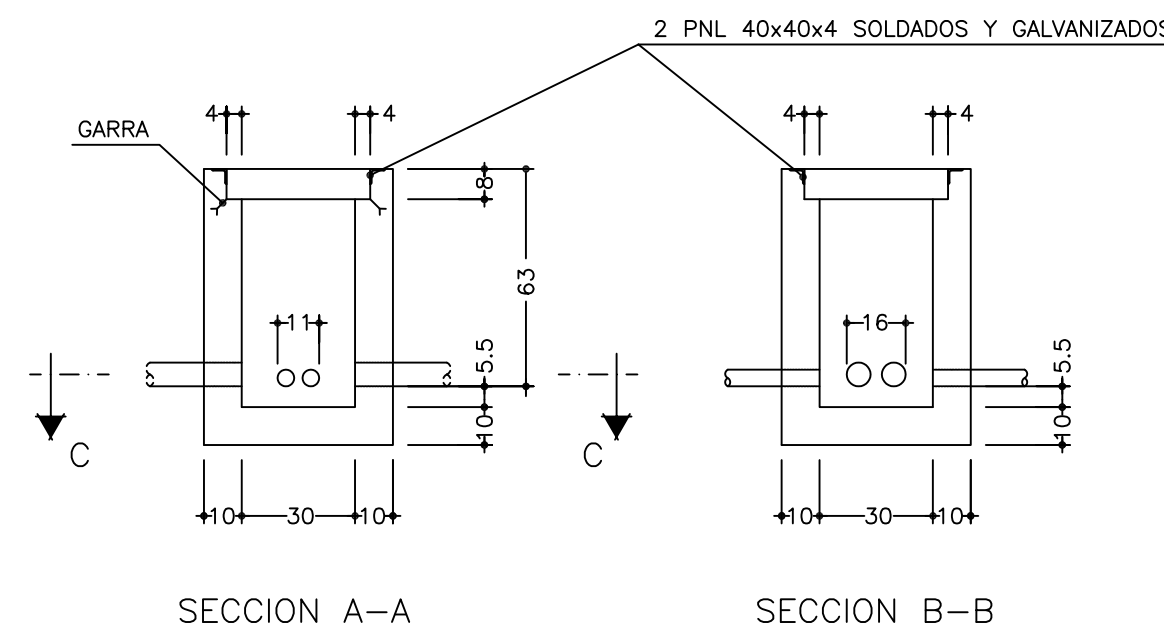 2 PNL 40x40x4 SOLDADOS Y GALVANIZADOS
4 4 4 4
GARRA
8
63
11 16
5.5 5.5
C C
10 10
10 30 10 10 30 10
SECCION A-A SECCION B-B